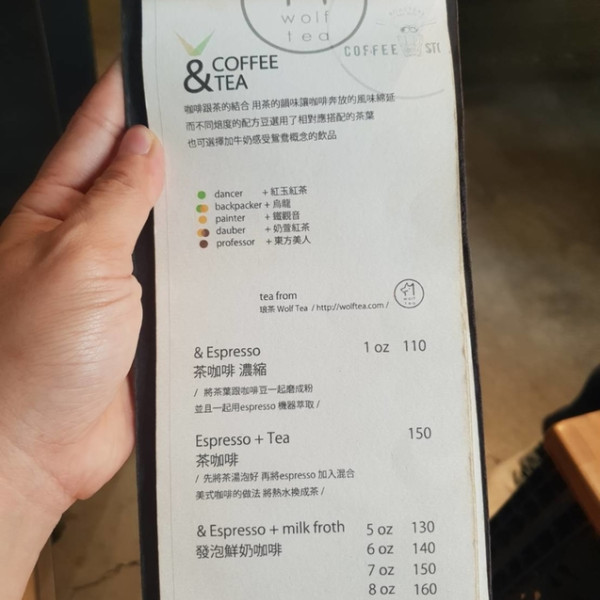 wolf
tea
COFFEE
& COFFEE
TEA
咖啡跟茶的結合 用茶的韻味讓咖啡奔放的風味綿延
而不同焙度的配方豆選用了相對應搭配的茶葉
也可選擇加牛奶感受鴛鴦概念的飲品
dancer + 紅玉紅茶
backpacker + 烏龍
painter + 鐵觀音
dauber + 奶萱紅茶
professor + 東方美人
tea from
琅茶 Wolf Tea / http://wolftea.com /
& Espresso 1 oz 110
茶咖啡 濃縮
/ 將茶葉跟咖啡豆一起磨成粉
並且一起用espresso 機器萃取 /
Espresso + Tea 150
茶咖啡
/ 先將茶湯泡好 再將espresso 加入混合
美式咖啡的做法 將熱水換成茶 /
& Espresso + milk froth 5 oz 130
發泡鮮奶咖啡 6 oz 140
7 oz 150
8 oz 160